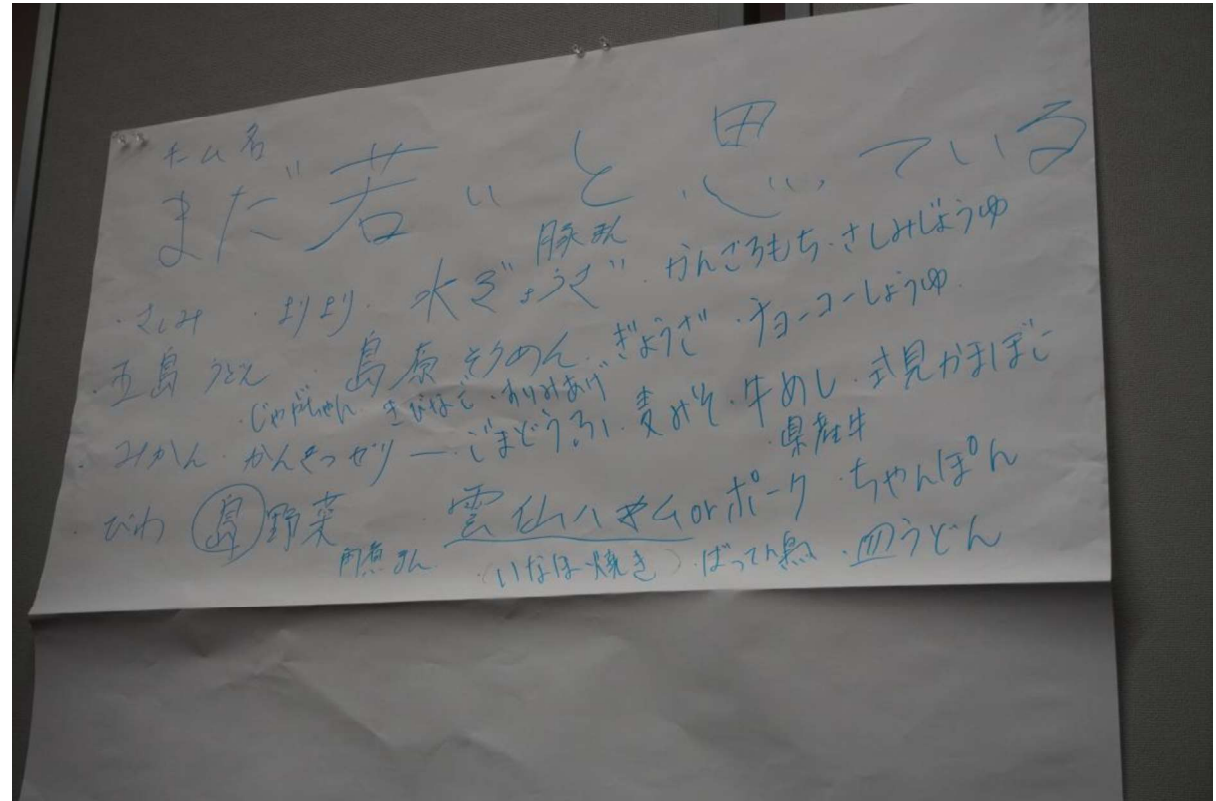 チーム名
まだ若いと思っている
豚まん
・さしみ ・よりより ・水ぎょうざ ・かんころもち ・さしみじょうゆ
・五島うどん ・島原そうめん ・ぎょうざ ・チョーコーしょうゆ
・じゃがちゃん きびなご ・ありあけ
・みかん ・かんきつゼリー ・ごまどうふ ・麦みそ ・牛めし ・式見かまぼこ
・県産牛
びわ 島野菜 雲仙ハムorポーク ・ちゃんぽん
角煮まん ・(いなほ焼き) ・ばってん鶏 ・皿うどん